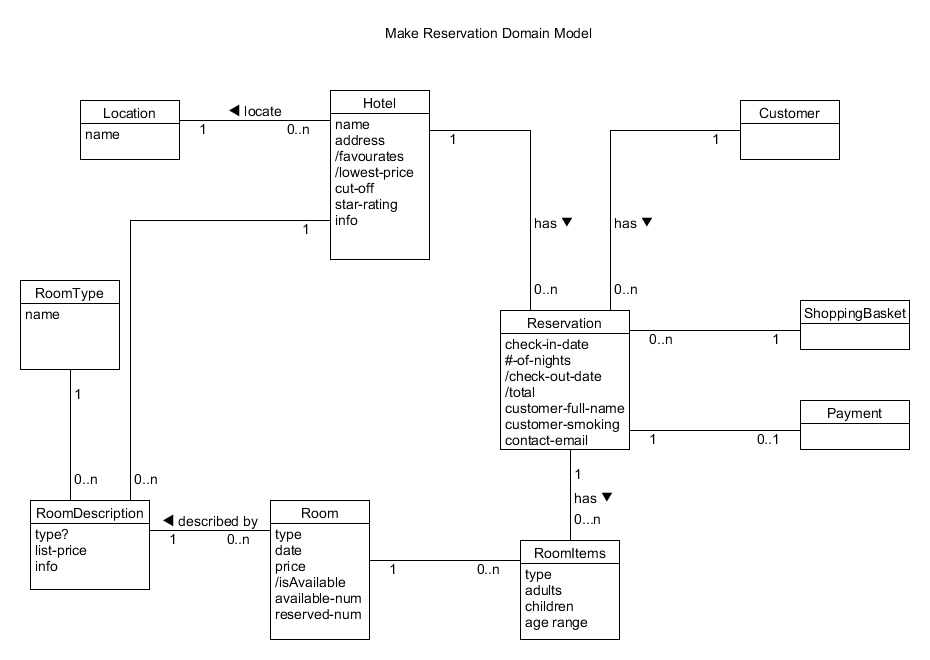 Make Reservation Domain Model
Location
name
◀ locate
1
0..n
Hotel
name
address
/favourates
/lowest-price
cut-off
star-rating
info
1
1
Customer
1
has ▼
has ▼
0..n
0..n
RoomType
name
1
0..n
0..n
Reservation
check-in-date
#-of-nights
/check-out-date
/total
customer-full-name
customer-smoking
contact-email
0..n
1
ShoppingBasket
1
0..1
Payment
1
has ▼
0...n
RoomDescription
type?
list-price
info
◀ described by
1
0..n
Room
type
date
price
/isAvailable
available-num
reserved-num
1
0..n
RoomItems
type
adults
children
age range